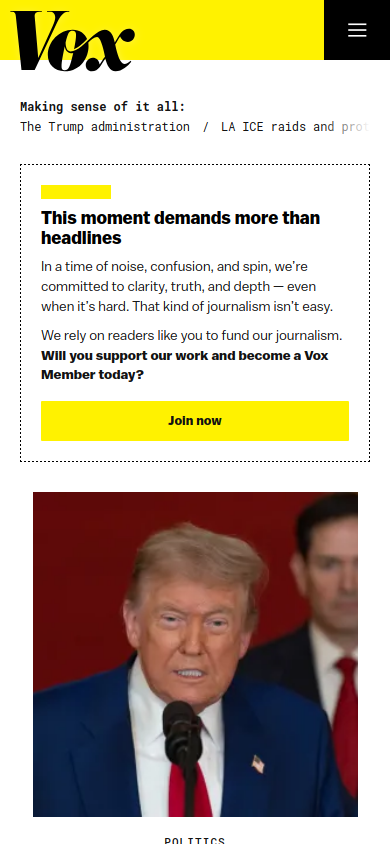 Vox
Making sense of it all:
The Trump administration / LA ICE raids and
This moment demands more than
headlines
In a time of noise, confusion, and spin, we’re
committed to clarity, truth, and depth — even
when it’s hard. That kind of journalism isn’t easy.
We rely on readers like you to fund our journalism.
Will you support our work and become a Vox
Member today?
Join now
POLITICS